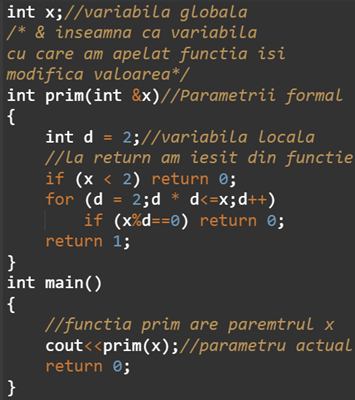 int x;//variabila globala
/* & inseamna ca variabila
cu care am apelat functia isi
modifica valoarea*/
int prim(int &x)//Parametrii formal
{
    int d = 2;//variabila locala
    //la return am iesit din functie
    if (x < 2) return 0;
    for (d = 2;d * d<=x;d++)
        if (x%d==0) return 0;
    return 1;
}
int main()
{
    //functia prim are paremtrul x
    cout<<prim(x);//parametru actual
    return 0;
}